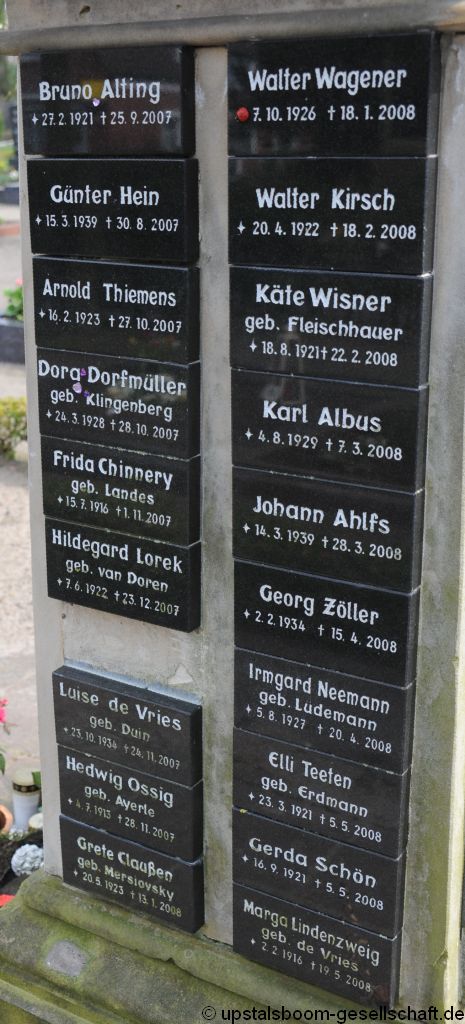 Bruno Alting
✦ 27. 2. 1921 † 25. 9. 2007
Günter Hein
✦ 15. 3. 1939 † 30. 8. 2007
Arnold Thiemens
✦ 16. 2. 1923 † 27. 10. 2007
Dora Dorfmüller
geb. Klingenberg
✦ 24. 3. 1928 † 28. 10. 2007
Frida Chinnery
geb. Landes
✦ 15. 7. 1916 † 1. 11. 2007
Hildegard Lorek
geb. van Doren
✦ 7. 6. 1922 † 23. 12. 2007
Luise de Vries
geb. Duin
✦ 23. 10. 1934 † 24. 11. 2007
Hedwig Ossig
geb. Ayerle
✦ 4. 7. 1913 † 28. 11. 2007
Grete Claußen
geb. Mersiovsky
✦ 20. 5. 1923 † 13. 1. 2008
Walter Wagener
7. 10. 1926 † 18. 1. 2008
Walter Kirsch
✦ 20. 4. 1922 † 18. 2. 2008
Käte Wisner
geb. Fleischhauer
✦ 18. 8. 1921 † 22. 2. 2008
Karl Albus
✦ 4. 8. 1929 † 7. 3. 2008
Johann Ahlfs
✦ 14. 3. 1939 † 28. 3. 2008
Georg Zöller
✦ 2. 2. 1934 † 15. 4. 2008
Irmgard Neemann
geb. Lüdemann
✦ 5. 8. 1927 † 20. 4. 2008
Elli Teeten
geb. Erdmann
✦ 23. 3. 1921 † 5. 5. 2008
Gerda Schön
✦ 16. 9. 1921 † 5. 5. 2008
Marga Lindenzweig
geb. de Vries
✦ 2. 2. 1916 † 19. 5. 2008
© upstalsboom-gesellschaft.de